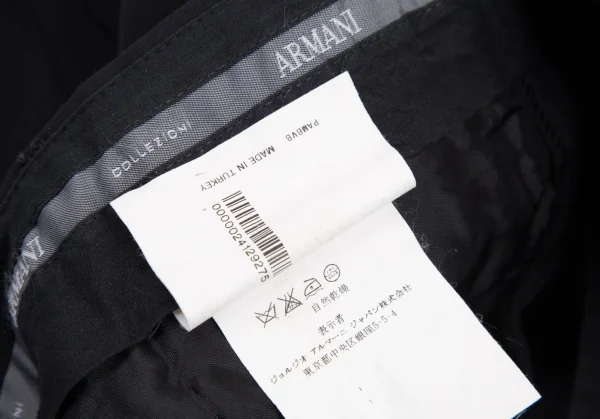 ARMANI
COLLEZIONI
ARMANI
PAMEV8 MADE IN TURKEY
0000024129275
自然乾燥
表示者
ジョルジオ アルマーニ ジャパン株式会社
東京都中央区銀座5-5-4